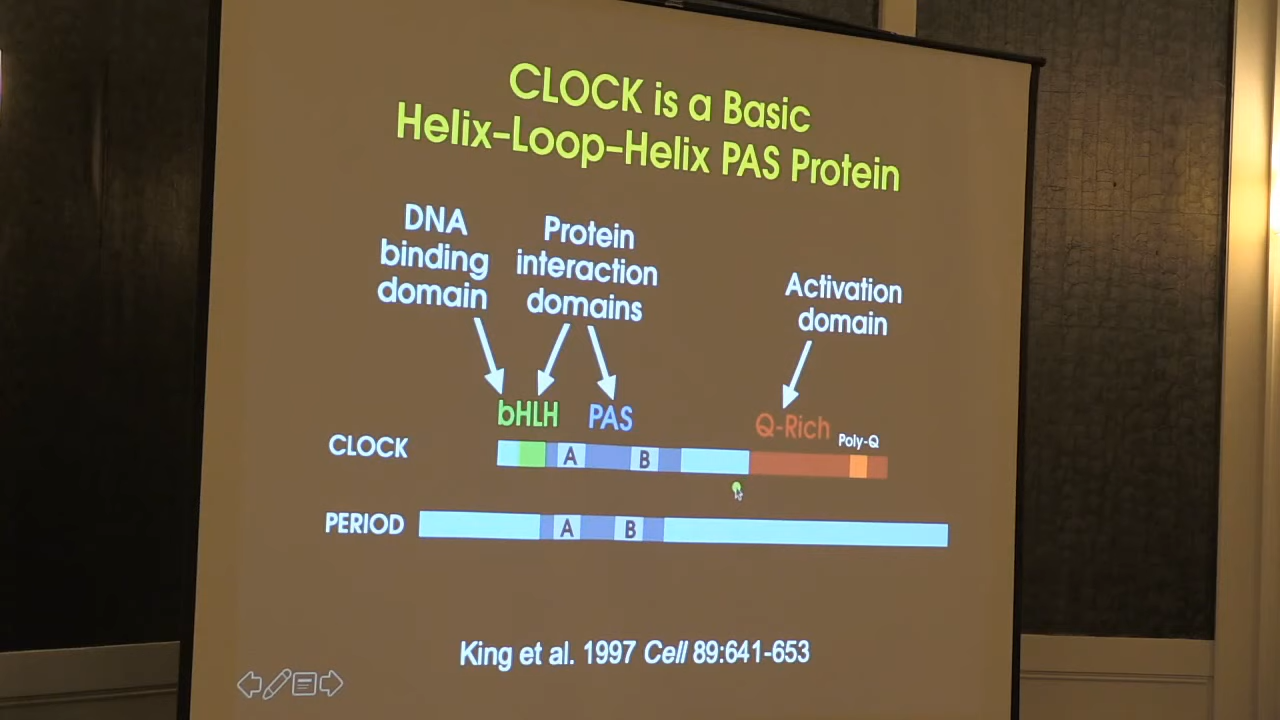 CLOCK is a Basic
Helix-Loop-Helix PAS Protein
DNA
binding
domain
Protein
interaction
domains
Activation
domain
bHLH
PAS
Q-Rich
Poly-Q
CLOCK
A
B
PERIOD
A
B
King et al. 1997 Cell 89:641-653